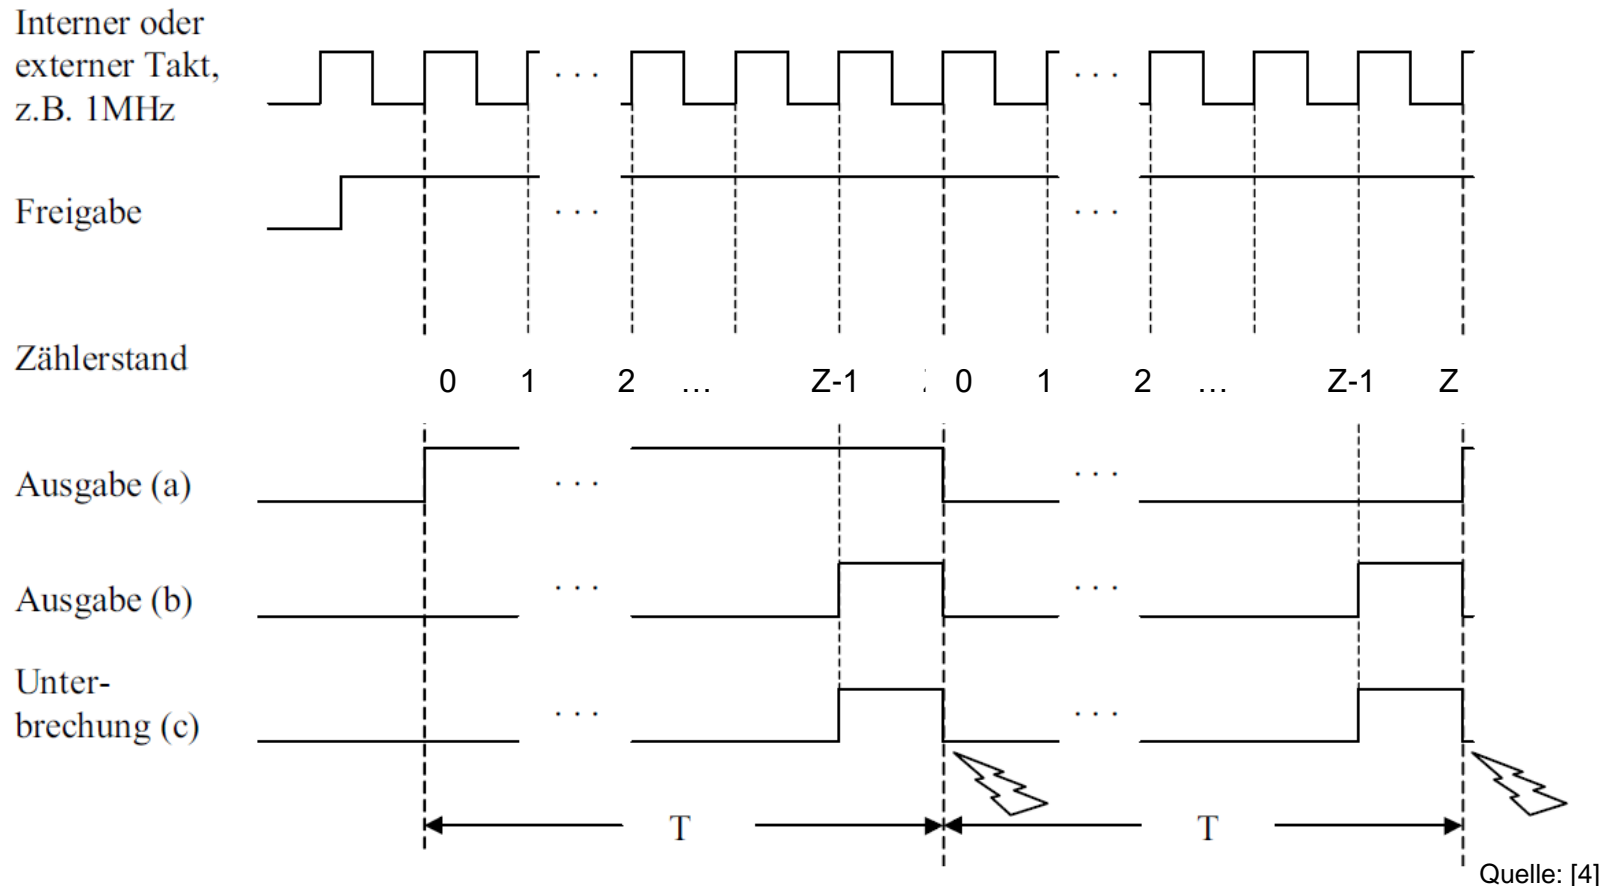 Interner oder
externer Takt,
z.B. 1MHz
. . . . . .
Freigabe
. . . . . .
Zählerstand
0 1 2 ... Z-1 0 1 2 ... Z-1 Z
Ausgabe (a)
. . . . . .
Ausgabe (b)
. . . . . .
Unter-
brechung (c)
. . . . . .
T T
Quelle: [4]